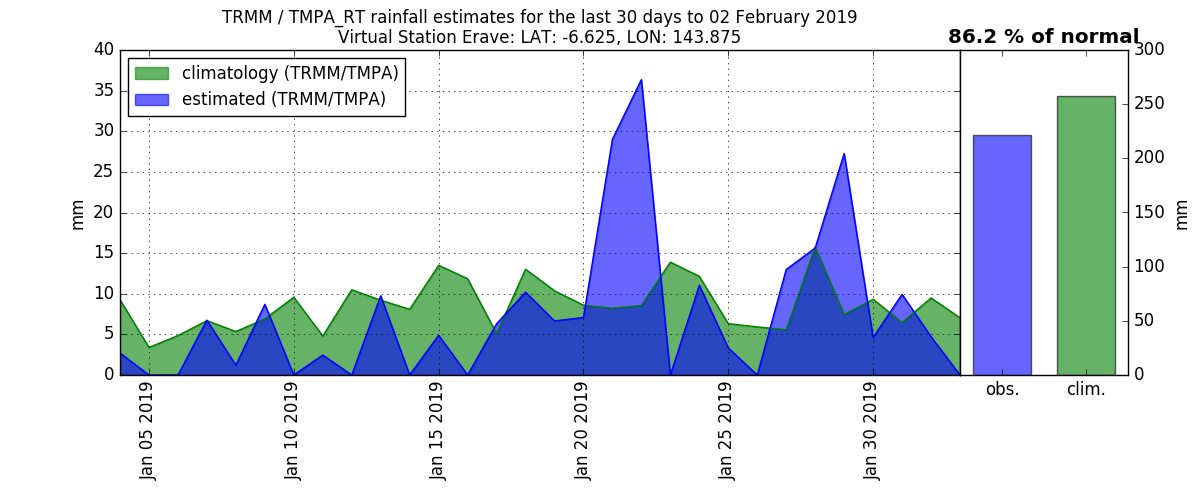 TRMM / TMPA_RT rainfall estimates for the last 30 days to 02 February 2019
Virtual Station Erave: LAT: -6.625, LON: 143.875
86.2 % of normal
climatology (TRMM/TMPA)
estimated (TRMM/TMPA)
40
35
30
25
20
15
10
5
0
mm
Jan 05 2019
Jan 10 2019
Jan 15 2019
Jan 20 2019
Jan 25 2019
Jan 30 2019
300
250
200
150
100
50
0
mm
obs.
clim.